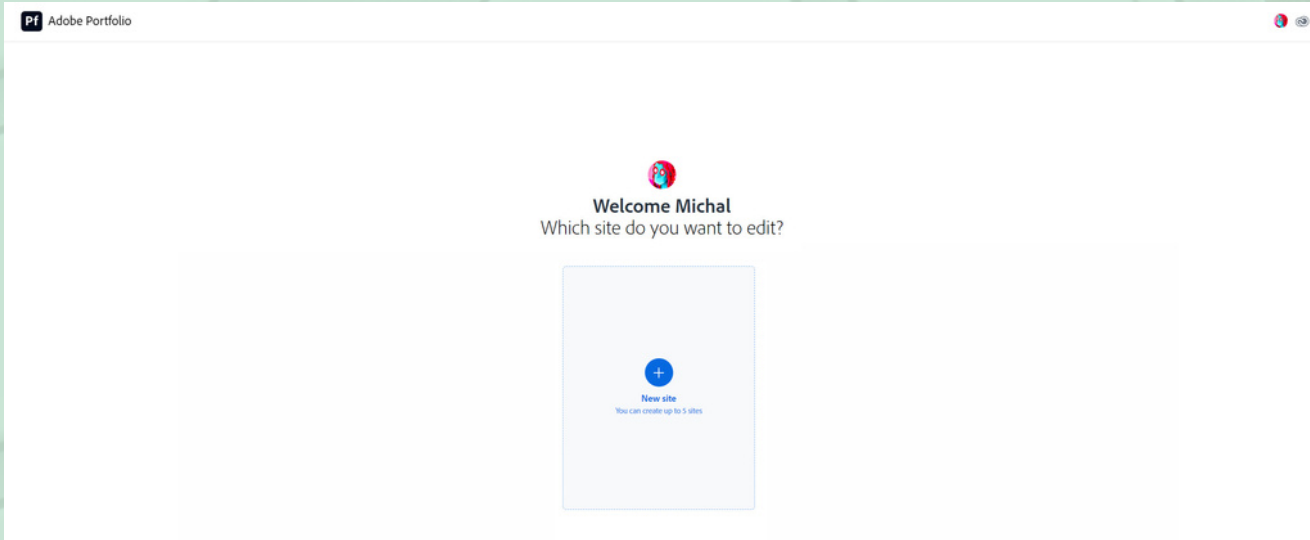 Pf Adobe Portfolio
Welcome Michal
Which site do you want to edit?
New site
You can create up to 5 sites